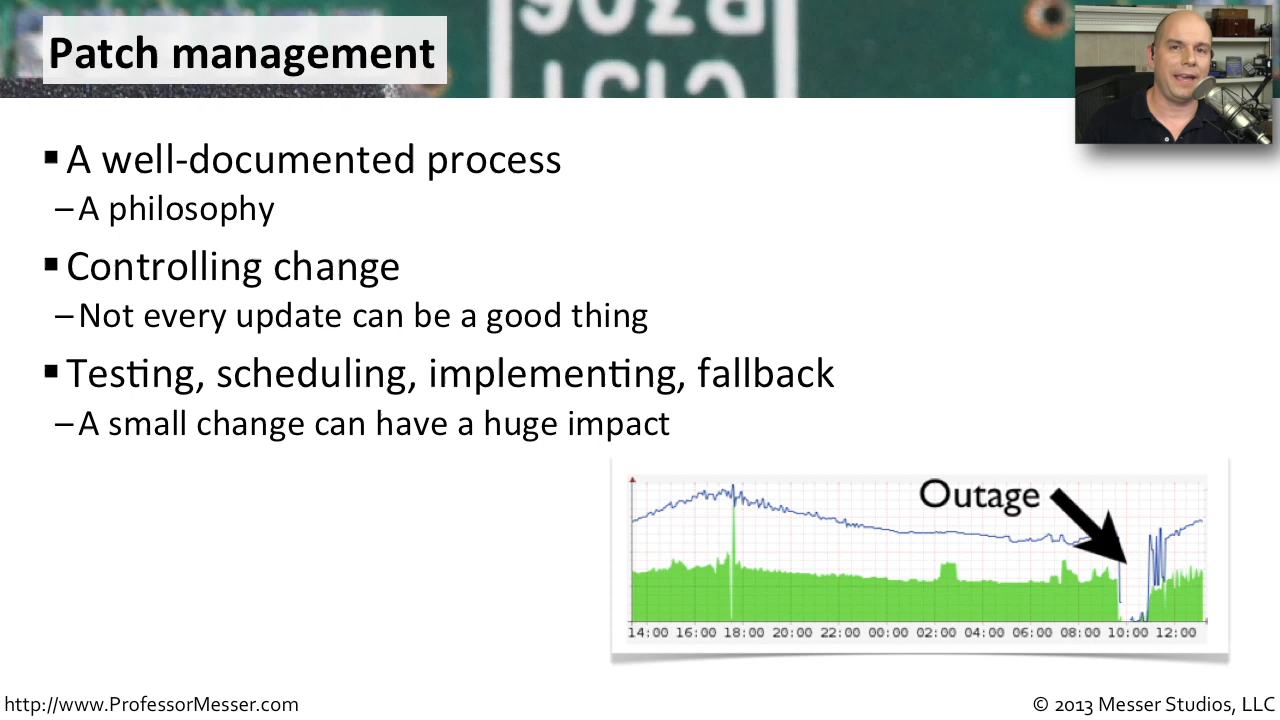 Patch management
▪ A well-documented process
– A philosophy
▪ Controlling change
– Not every update can be a good thing
▪ Testing, scheduling, implementing, fallback
– A small change can have a huge impact
Outage
14:00 16:00 18:00 20:00 22:00 00:00 02:00 04:00 06:00 08:00 10:00 12:00
http://www.ProfessorMesser.com
© 2013 Messer Studios, LLC